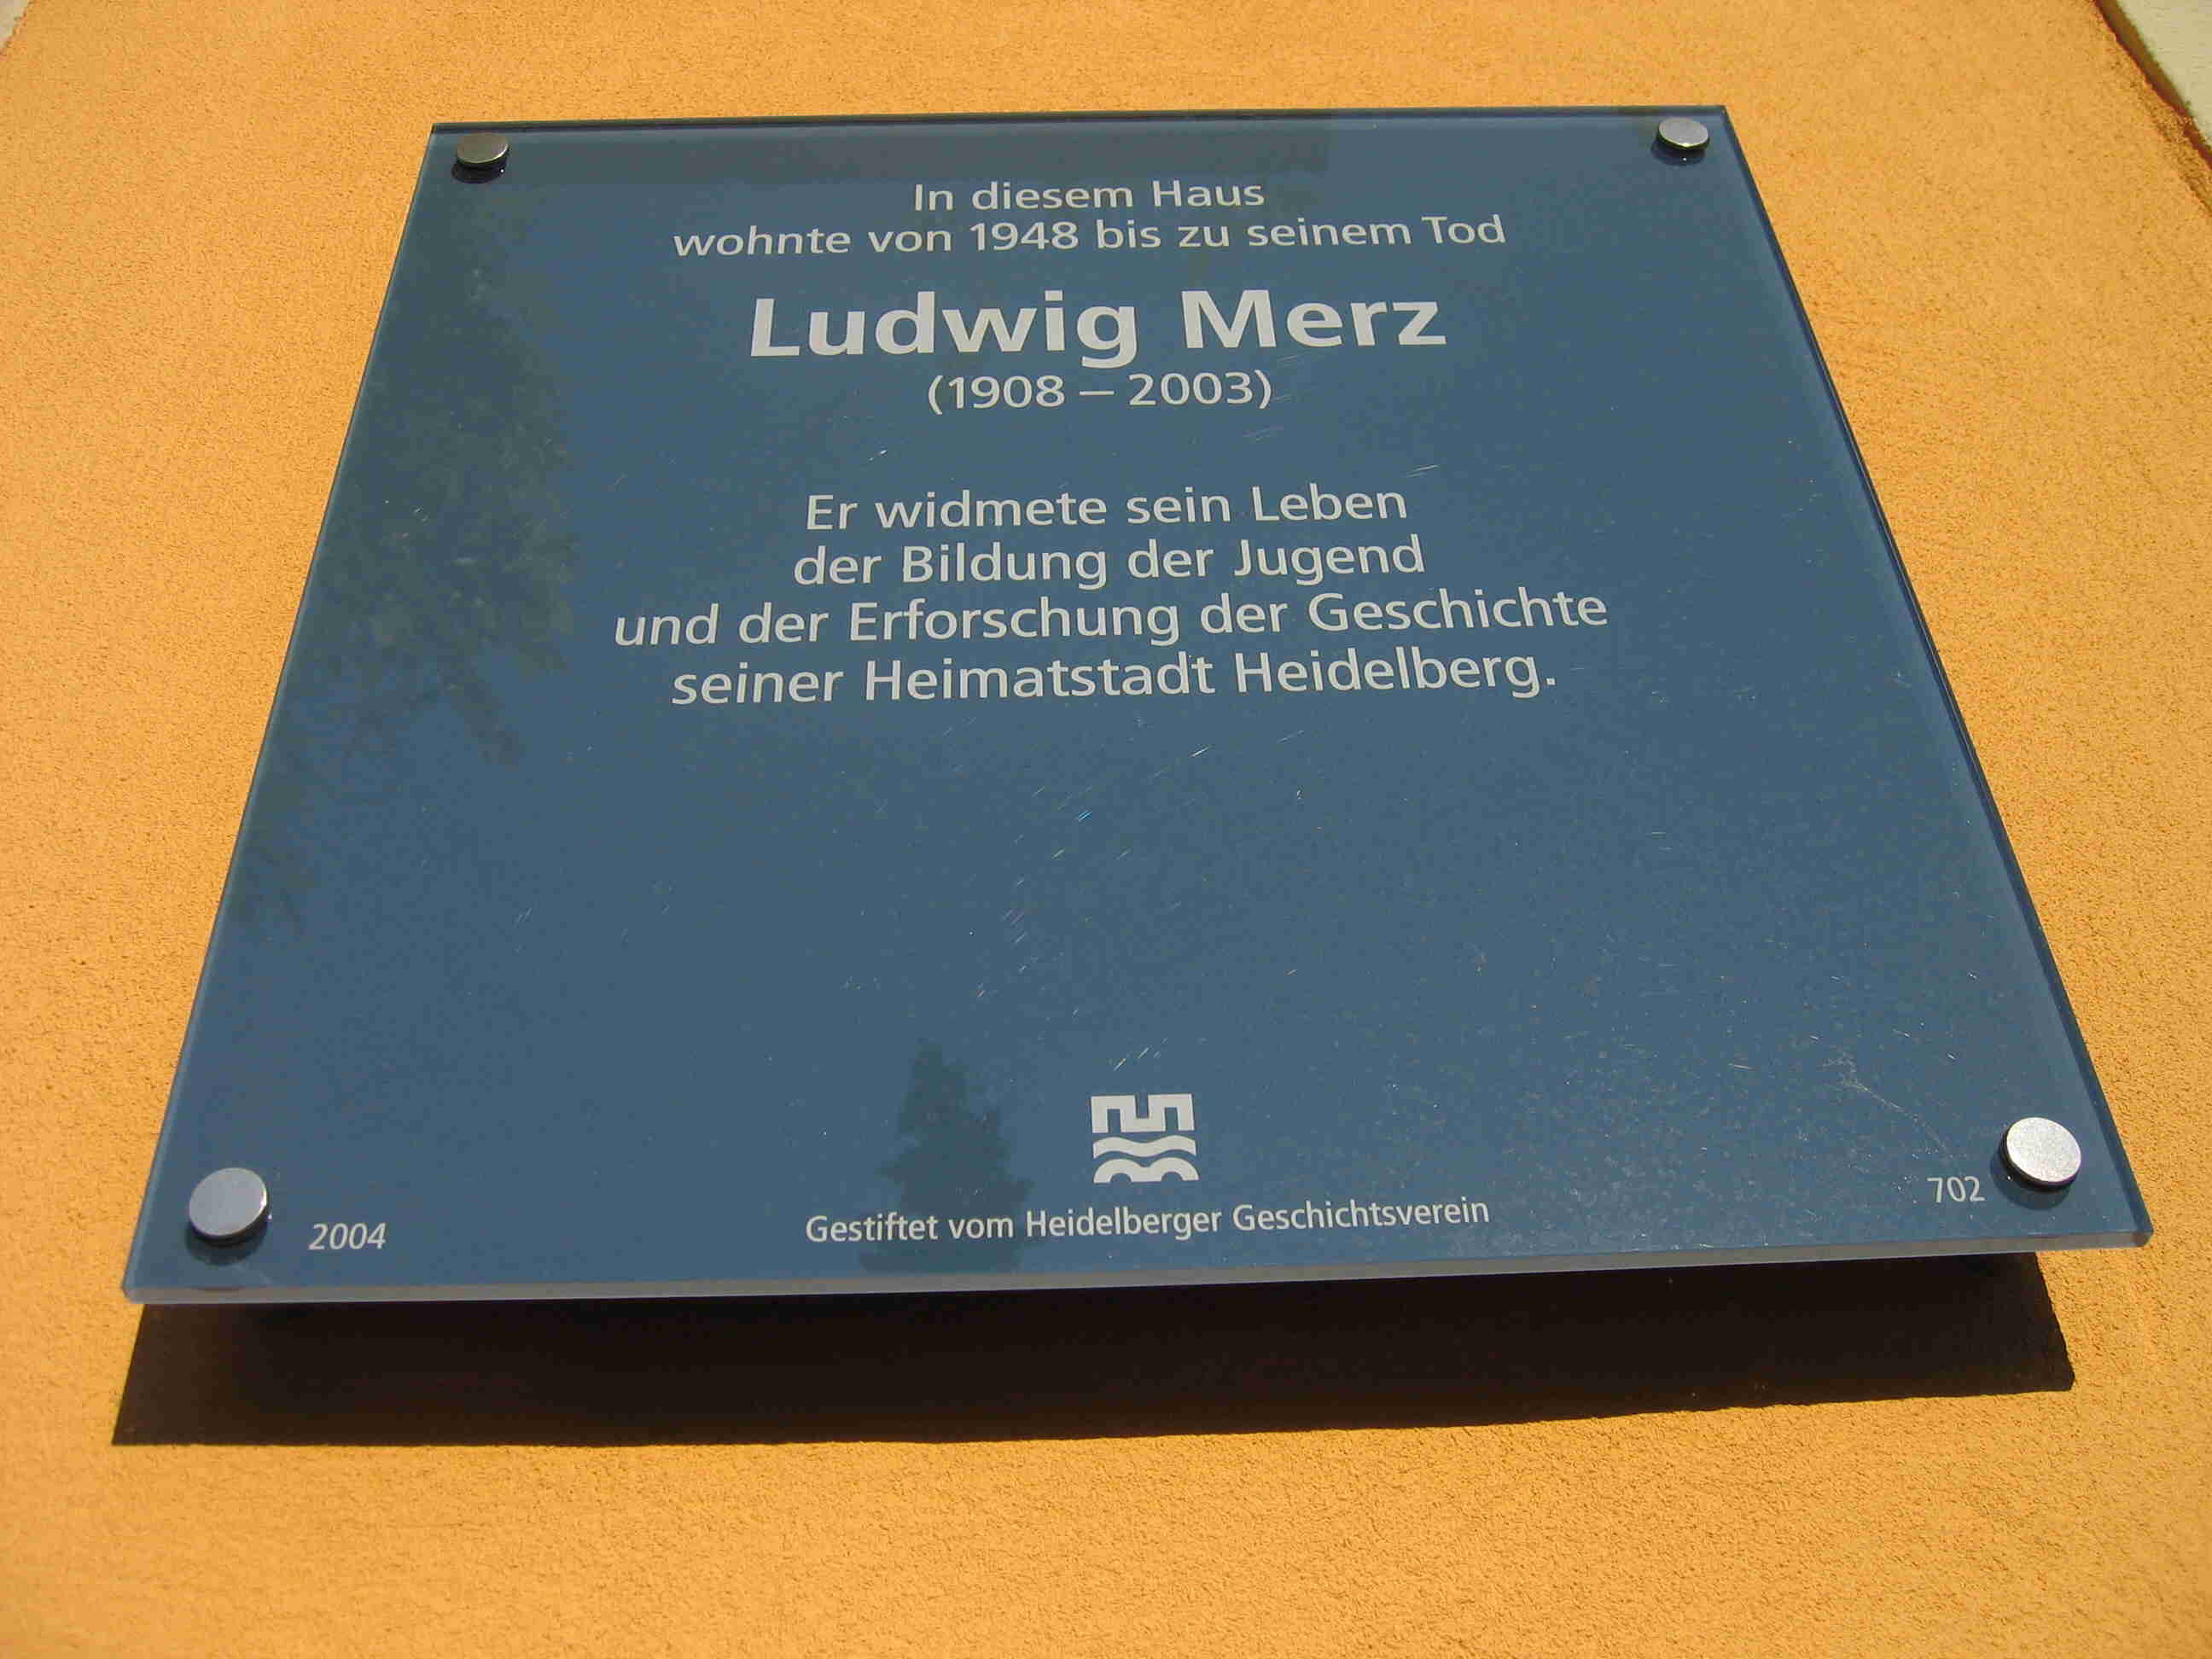 In diesem Haus
wohnte von 1948 bis zu seinem Tod
Ludwig Merz
(1908 – 2003)
Er widmete sein Leben
der Bildung der Jugend
und der Erforschung der Geschichte
seiner Heimatstadt Heidelberg.
2004
Gestiftet vom Heidelberger Geschichtsverein
702